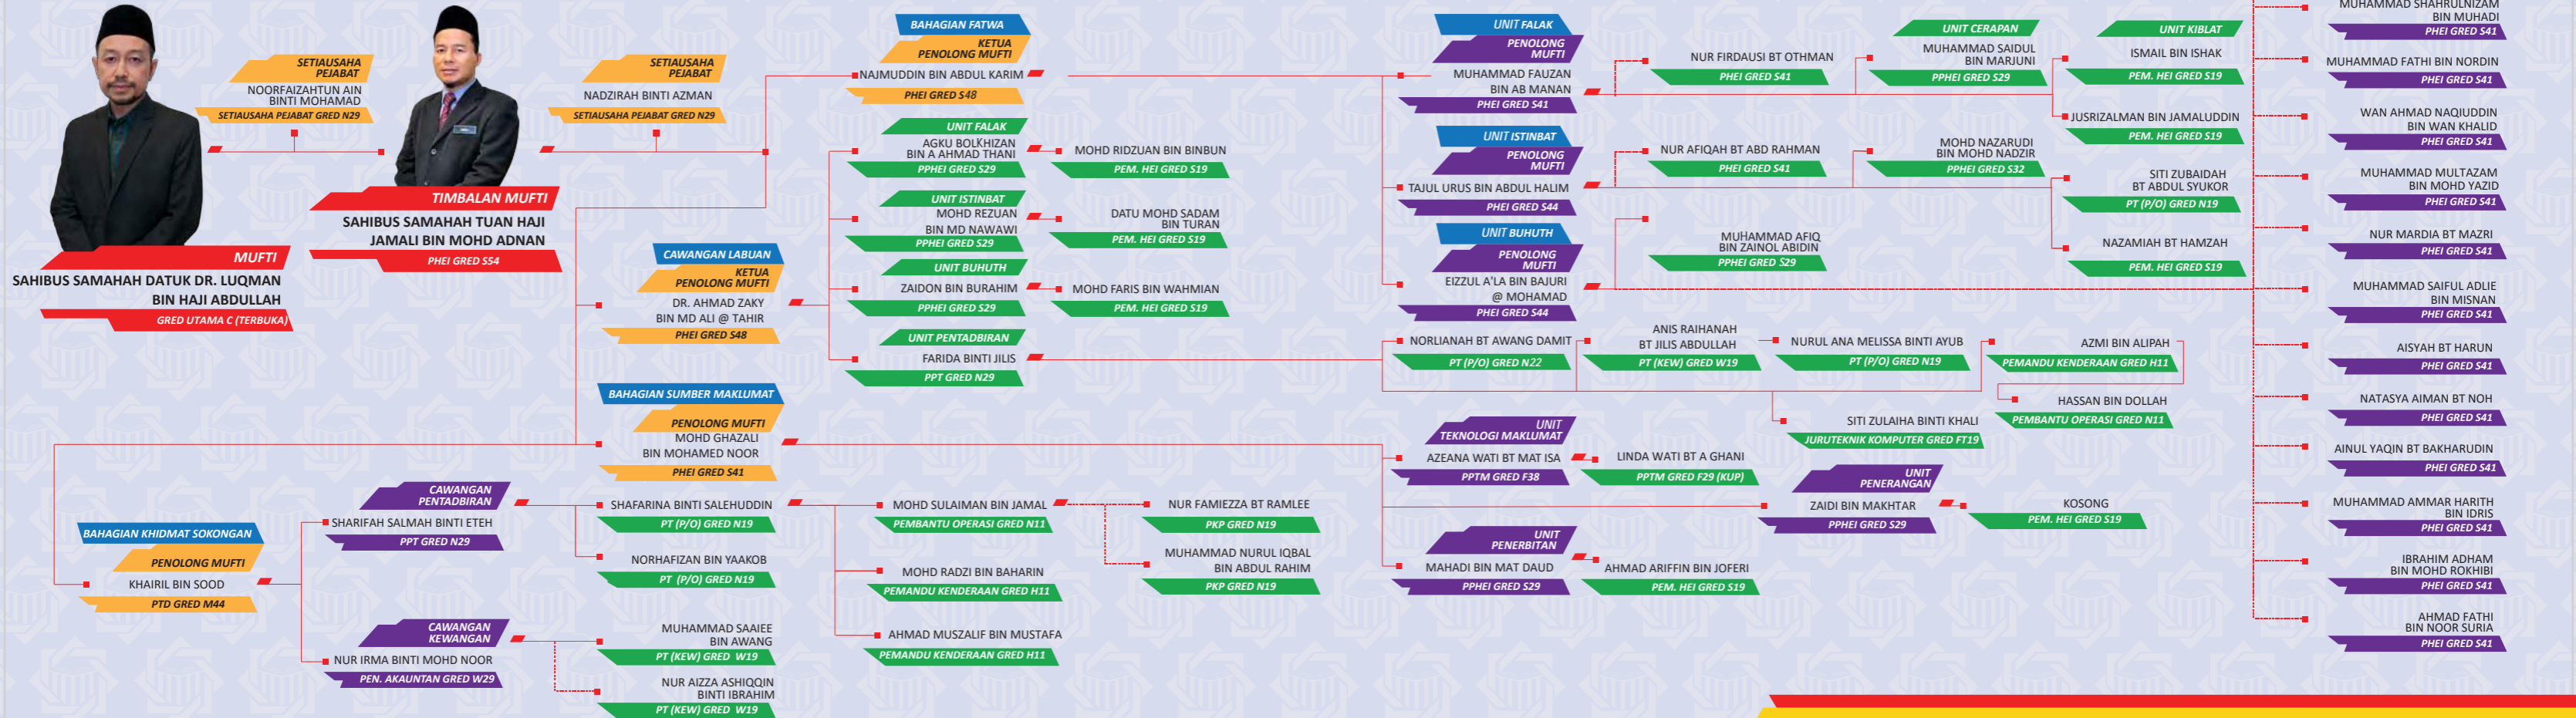 MUFTI
SAHIBUS SAMAHAH DATUK DR. LUQMAN
BIN HAJI ABDULLAH
GRED UTAMA C (TERBUKA)
SETIAUSAHA
PEJABAT
NOORFAIZAHTUN AIN
BINTI MOHAMAD
SETIAUSAHA PEJABAT GRED N29
TIMBALAN MUFTI
SAHIBUS SAMAHAH TUAN HAJI
JAMALI BIN MOHD ADNAN
PHEI GRED S54
SETIAUSAHA
PEJABAT
NADZIRAH BINTI AZMAN
SETIAUSAHA PEJABAT GRED N29
BAHAGIAN FATWA
KETUA
PENOLONG MUFTI
NAJMUDDIN BIN ABDUL KARIM
PHEI GRED S48
UNIT FALAK
PENOLONG
MUFTI
MUHAMMAD FAUZAN
BIN AB MANAN
PHEI GRED S41
NUR FIRDAUSI BT OTHMAN
PHEI GRED S41
UNIT CERAPAN
MUHAMMAD SAIDUL
BIN MARJUNI
PPHEI GRED S29
UNIT KIBLAT
ISMAIL BIN ISHAK
PEM. HEI GRED S19
JUSRIZALMAN BIN JAMALUDDIN
PEM. HEI GRED S19
UNIT ISTINBAT
PENOLONG
MUFTI
TAJUL URUS BIN ABDUL HALIM
PHEI GRED S44
NUR AFIQAH BT ABD RAHMAN
PHEI GRED S41
MOHD NAZARUDI
BIN MOHD NADZIR
PPHEI GRED S32
SITI ZUBAIDAH
BT ABDUL SYUKOR
PT (P/O) GRED N19
NAZAMIAH BT HAMZAH
PEM. HEI GRED S19
UNIT BUHUTH
PENOLONG
MUFTI
EIZZUL A'LA BIN BAJURI
@ MOHAMAD
PHEI GRED S44
MUHAMMAD AFIQ
BIN ZAINOL ABIDIN
PPHEI GRED S29
MUHAMMAD SHAHRULNIZAM
BIN MUHADI
PHEI GRED S41
MUHAMMAD FATHI BIN NORDIN
PHEI GRED S41
WAN AHMAD NAQIUDDIN
BIN WAN KHALID
PHEI GRED S41
MUHAMMAD MULTAZAM
BIN MOHD YAZID
PHEI GRED S41
NUR MARDIA BT MAZRI
PHEI GRED S41
MUHAMMAD SAIFUL ADLIE
BIN MISNAN
PHEI GRED S41
AISYAH BT HARUN
PHEI GRED S41
NATASYA AIMAN BT NOH
PHEI GRED S41
AINUL YAQIN BT BAKHARUDIN
PHEI GRED S41
MUHAMMAD AMMAR HARITH
BIN IDRIS
PHEI GRED S41
IBRAHIM ADHAM
BIN MOHD ROKHIBI
PHEI GRED S41
AHMAD FATHI
BIN NOOR SURIA
PHEI GRED S41
CAWANGAN LABUAN
KETUA
PENOLONG MUFTI
DR. AHMAD ZAKY
BIN MD ALI @ TAHIR
PHEI GRED S48
UNIT FALAK
AGKU BOLKHIZAN
BIN A AHMAD THANI
PPHEI GRED S29
MOHD RIDZUAN BIN BINBUN
PEM. HEI GRED S19
UNIT ISTINBAT
MOHD REZUAN
BIN MD NAWAWI
PPHEI GRED S29
DATU MOHD SADAM
BIN TURAN
PEM. HEI GRED S19
UNIT BUHUTH
ZAIDON BIN BURAHIM
PPHEI GRED S29
MOHD FARIS BIN WAHMIAN
PEM. HEI GRED S19
UNIT PENTADBIRAN
FARIDA BINTI JILIS
PPT GRED N29
NORLIANAH BT AWANG DAMIT
PT (P/O) GRED N22
ANIS RAIHANAH
BT JILIS ABDULLAH
PT (KEW) GRED W19
NURUL ANA MELISSA BINTI AYUB
PT (P/O) GRED N19
AZMI BIN ALIPAH
PEMANDU KENDERAAN GRED H11
HASSAN BIN DOLLAH
PEMBANTU OPERASI GRED N11
SITI ZULAIHA BINTI KHALI
JURUTEKNIK KOMPUTER GRED FT19
BAHAGIAN SUMBER MAKLUMAT
PENOLONG MUFTI
MOHD GHAZALI
BIN MOHAMED NOOR
PHEI GRED S41
UNIT
TEKNOLOGI MAKLUMAT
AZEANA WATI BT MAT ISA
PPTM GRED F38
LINDA WATI BT A GHANI
PPTM GRED F29 (KUP)
UNIT
PENERANGAN
ZAIDI BIN MAKHTAR
PPHEI GRED S29
KOSONG
PEM. HEI GRED S19
UNIT
PENERBITAN
MAHADI BIN MAT DAUD
PPHEI GRED S29
AHMAD ARIFFIN BIN JOFERI
PEM. HEI GRED S19
BAHAGIAN KHIDMAT SOKONGAN
PENOLONG MUFTI
KHAIRIL BIN SOOD
PTD GRED M44
CAWANGAN
PENTADBIRAN
SHARIFAH SALMAH BINTI ETEH
PPT GRED N29
SHAFARINA BINTI SALEHUDDIN
PT (P/O) GRED N19
NORHAFIZAN BIN YAAKOB
PT (P/O) GRED N19
MOHD SULAIMAN BIN JAMAL
PEMBANTU OPERASI GRED N11
MOHD RADZI BIN BAHARIN
PEMANDU KENDERAAN GRED H11
AHMAD MUSZALIF BIN MUSTAFA
PEMANDU KENDERAAN GRED H11
NUR FAMIEZZA BT RAMLEE
PKP GRED N19
MUHAMMAD NURUL IQBAL
BIN ABDUL RAHIM
PKP GRED N19
CAWANGAN
KEWANGAN
NUR IRMA BINTI MOHD NOOR
PEN. AKAUNTAN GRED W29
MUHAMMAD SAAIEE
BIN AWANG
PT (KEW) GRED W19
NUR AIZZA ASHIQQIN
BINTI IBRAHIM
PT (KEW) GRED W19